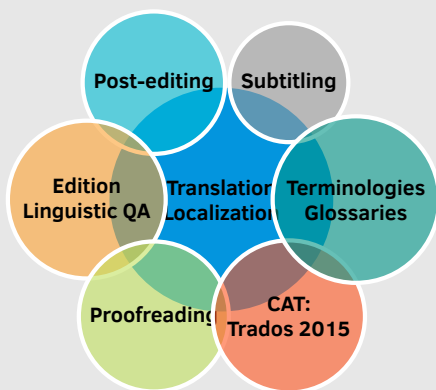 Post-editing
Subtitling
Edition
Linguistic QA
Translation
Localization
Terminologies
Glossaries
Proofreading
CAT:
Trados 2015